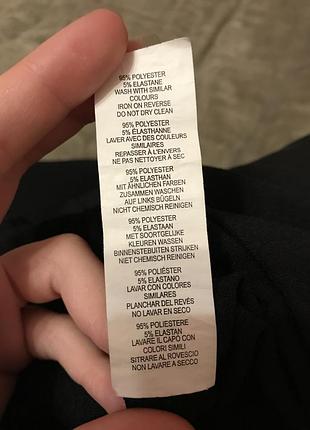 95% POLYESTER
5% ELASTANE
WASH WITH SIMILAR
COLOURS
IRON ON REVERSE
DO NOT DRY CLEAN
95% POLYESTER
5% ÉLASTHANNE
LAVER AVEC DES COULEURS
SIMILAIRES
REPASSER À L'ENVERS
NE PAS NETTOYER À SEC
95% POLYESTER
5% ELASTHAN
MIT ÄHNLICHEN FARBEN
ZUSAMMEN WASCHEN
AUF LINKS BÜGELN
NICHT CHEMISCH REINIGEN
95% POLYESTER
5% ELASTAAN
MET SOORTGELIJKE
KLEUREN WASSEN
BINNENSTEBUITEN STRIJKEN
NIET CHEMISCH REINIGEN
95% POLIÉSTER
5% ELASTANO
LAVAR CON COLORES
SIMILARES
PLANCHAR DEL REVÉS
NO LAVAR EN SECO
95% POLIESTERE
5% ELASTAN
LAVARE IL CAPO CON
COLORI SIMILI
SITRARE AL ROVESCIO
NON LAVARE A SECCO